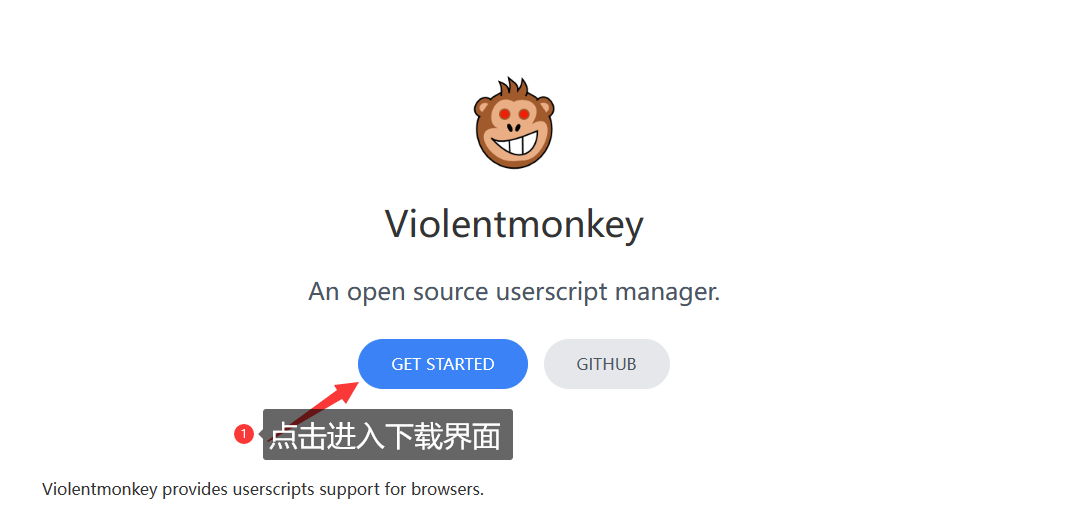 Violentmonkey
An open source userscript manager.
GET STARTED GITHUB
1 点击进入下载界面
Violentmonkey provides userscripts support for browsers.